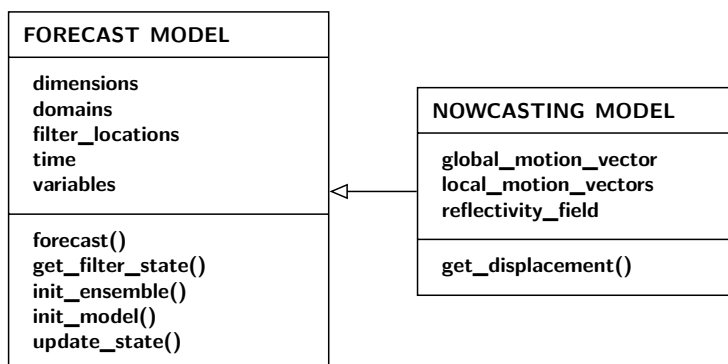 FORECAST MODEL
dimensions
domains
filter_locations
time
variables
forecast()
get_filter_state()
init_ensemble()
init_model()
update_state()
NOWCASTING MODEL
global_motion_vector
local_motion_vectors
reflectivity_field
get_displacement()